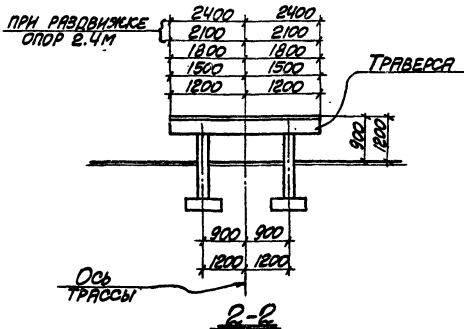 ПРИ РАЗДВИЖКЕ
ОПОР 2.4М
2400 2400
2100 2100
1800 1800
1500 1500
1200 1200
ТРАВЕРСА
900
1200
900 900
1200 1200
ОСЬ
ТРАССЫ
2-2